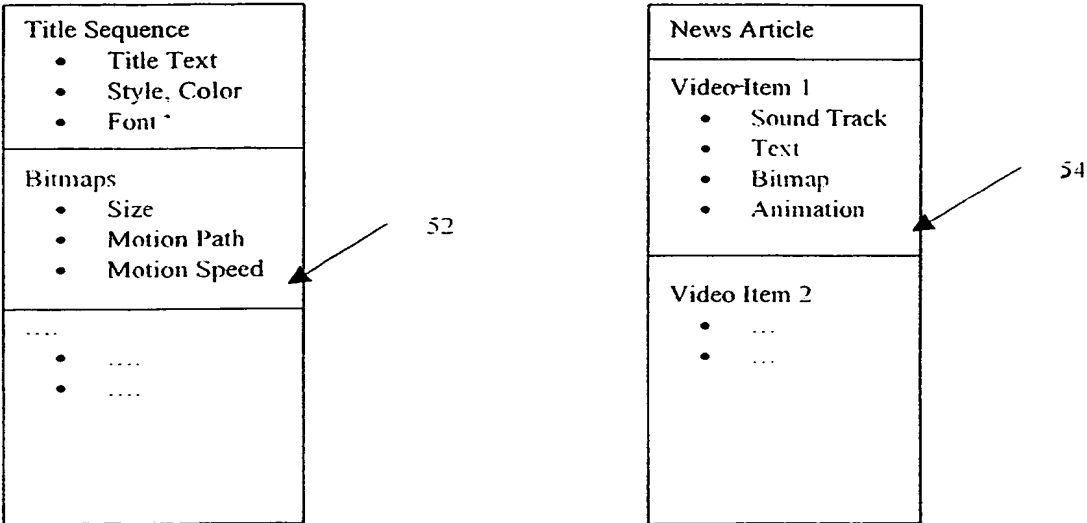 Title Sequence
• Title Text
• Style, Color
• Font
Bitmaps
• Size
• Motion Path
• Motion Speed
....
• ....
• ....
52
News Article
Video Item 1
• Sound Track
• Text
• Bitmap
• Animation
Video Item 2
• ...
• ...
54